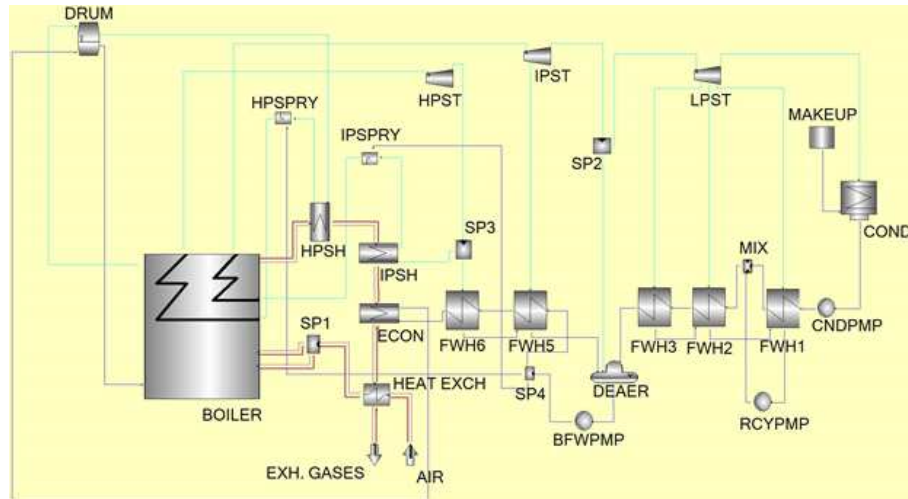 DRUM
IPST
HPST
LPST
HPSPRY
MAKEUP
IPSPRY
SP2
COND
SP3
HPSH
MIX
IPSH
SP1
ECON
CNDPMP
FWH6
FWH5
FWH3
FWH2
FWH1
HEAT EXCH
SP4
DEAER
BOILER
BFWPMP
RCYPMP
EXH. GASES
AIR